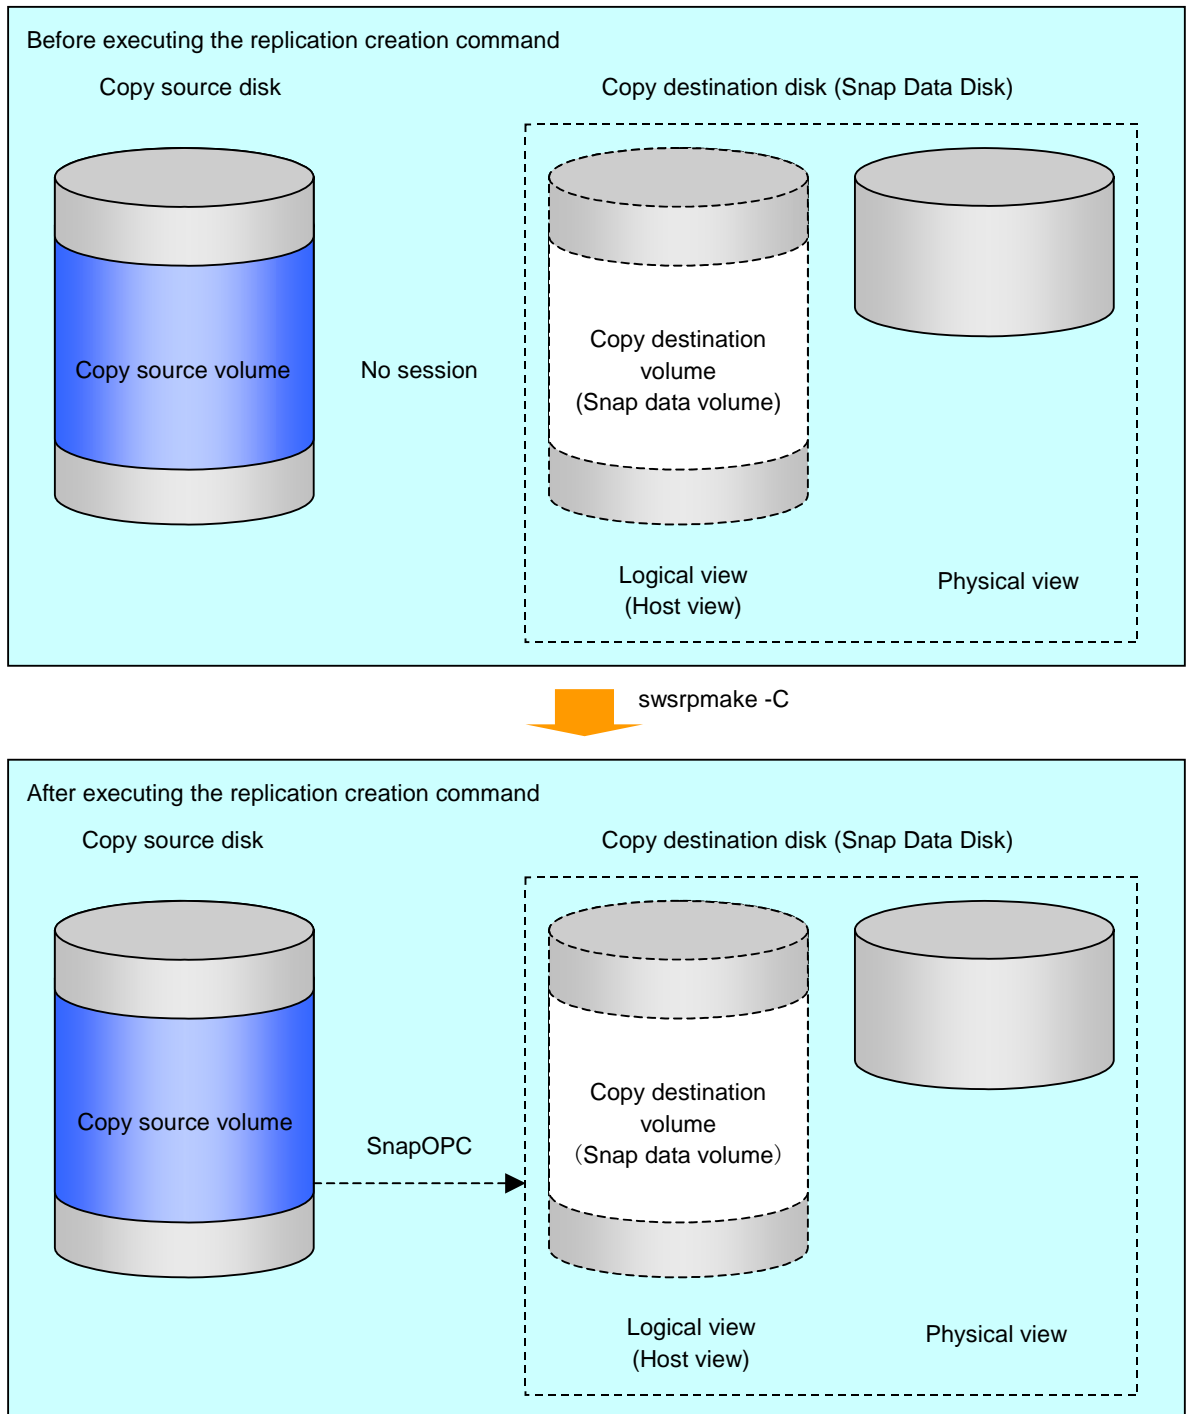 Before executing the replication creation command
Copy source disk
Copy destination disk (Snap Data Disk)
Copy source volume
No session
Copy destination
volume
(Snap data volume)
Logical view
(Host view)
Physical view
swsrpmake -C
After executing the replication creation command
Copy source disk
Copy destination disk (Snap Data Disk)
Copy source volume
SnapOPC
Copy destination
volume
（Snap data volume）
Logical view
(Host view)
Physical view